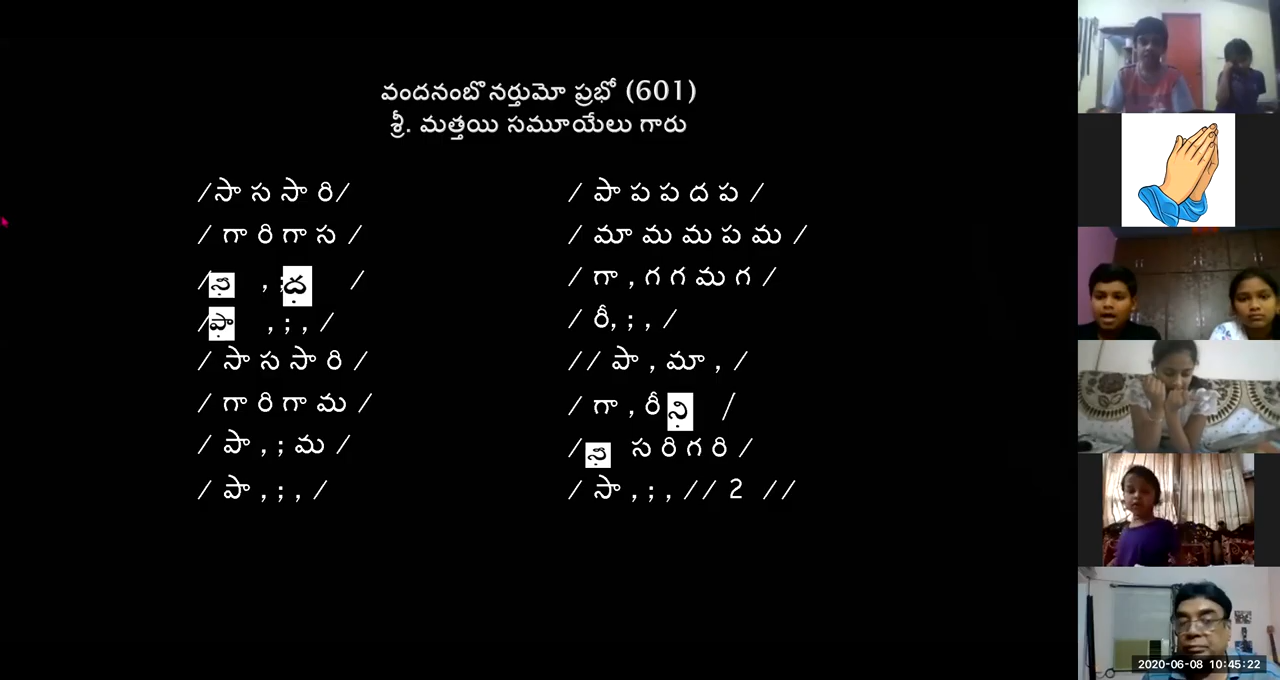 వందనంబొనర్తుమో ప్రభో (601)
శ్రీ. మత్తయి సమూయేలు గారు
/సా స సా రి/
/ గా రి గా స /
/నీ , ; ద /
/పా , ; , /
/ సా స సా రి /
/ గా రి గా మ /
/ పా , ; మ /
/ పా , ; , /
/ పా ప ప ద ప /
/ మా మ మ ప మ /
/ గా , గ గ మ గ /
/ రీ, ; , /
// పా , మా , /
/ గా , రీ ని /
/ నీ స రి గ రి /
/ సా , ; , // 2 //
2020-06-08 10:45:22